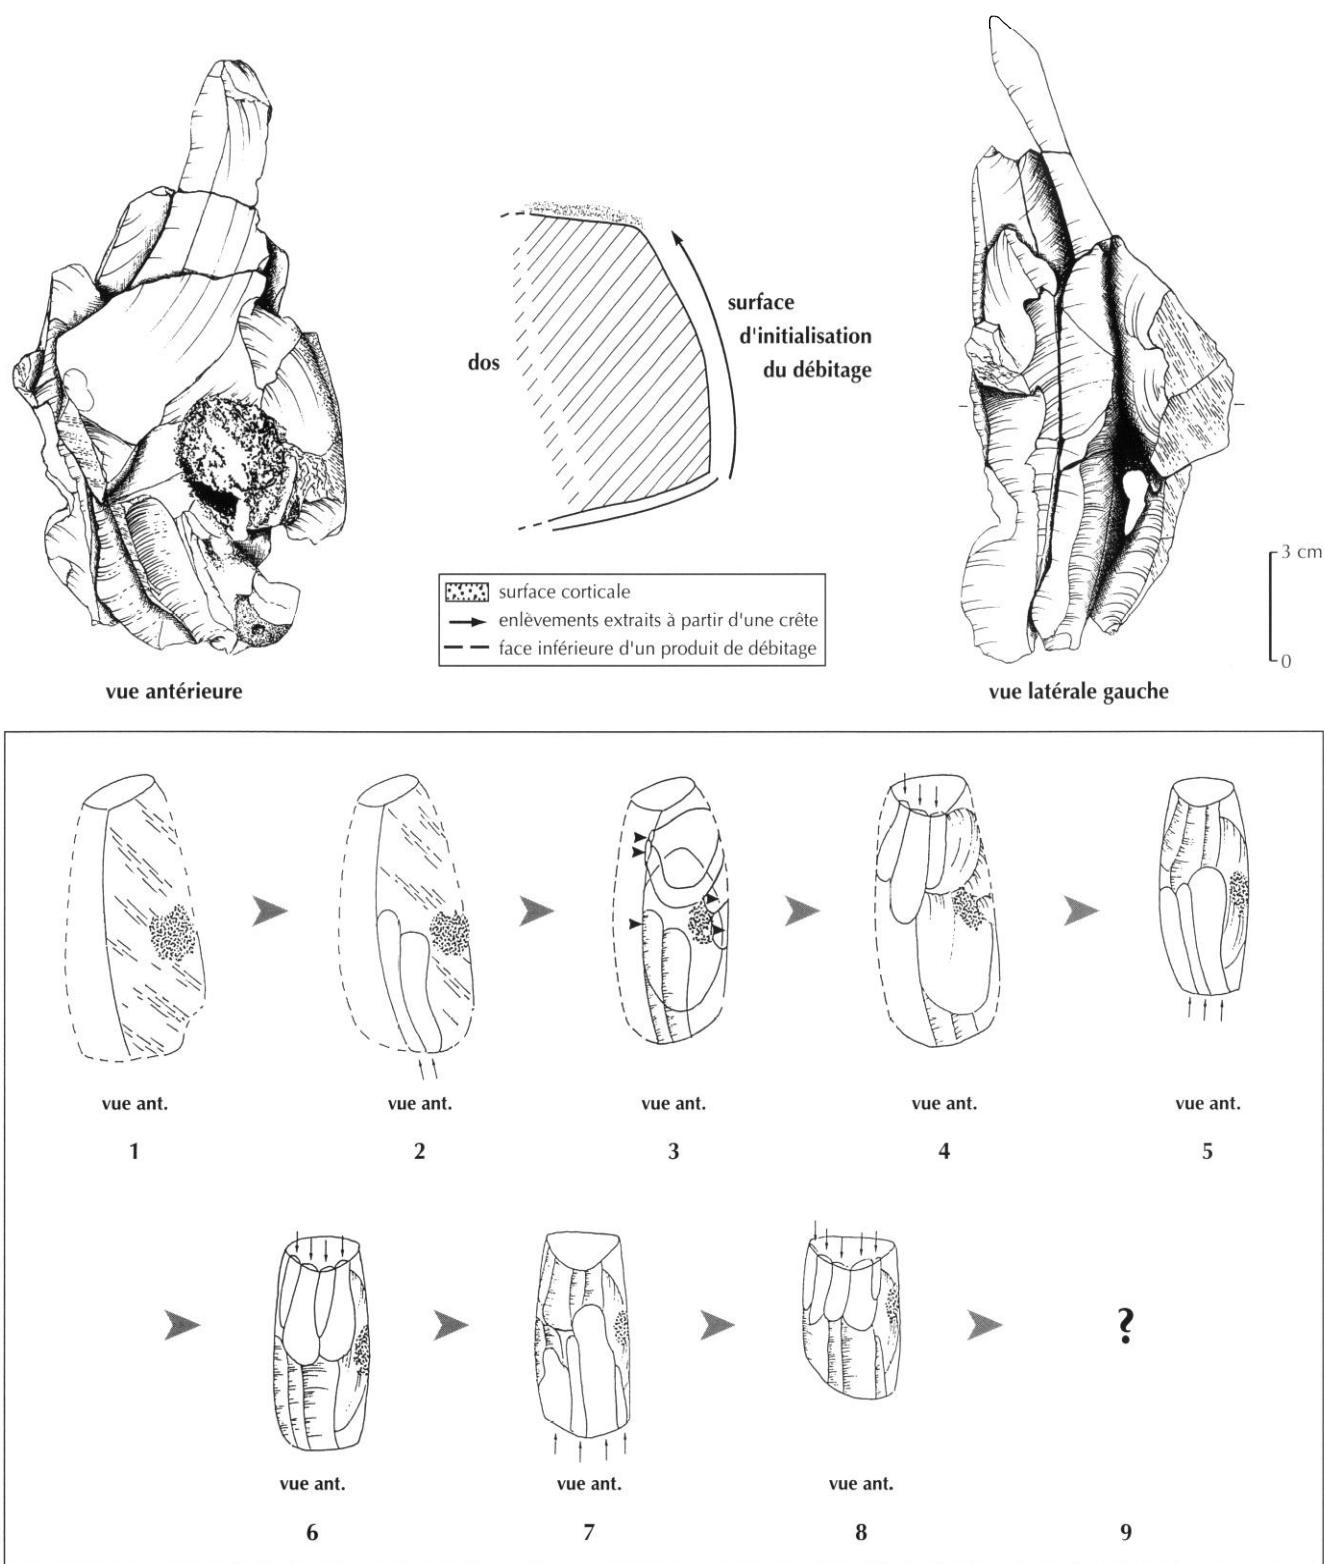 surface
d'initialisation
du débitage
dos
surface corticale
enlèvements extraits à partir d'une crête
face inférieure d'un produit de débitage
3 cm
0
vue antérieure
vue latérale gauche
vue ant.
vue ant.
vue ant.
vue ant.
vue ant.
1
2
3
4
5
?
vue ant.
vue ant.
vue ant.
6
7
8
9